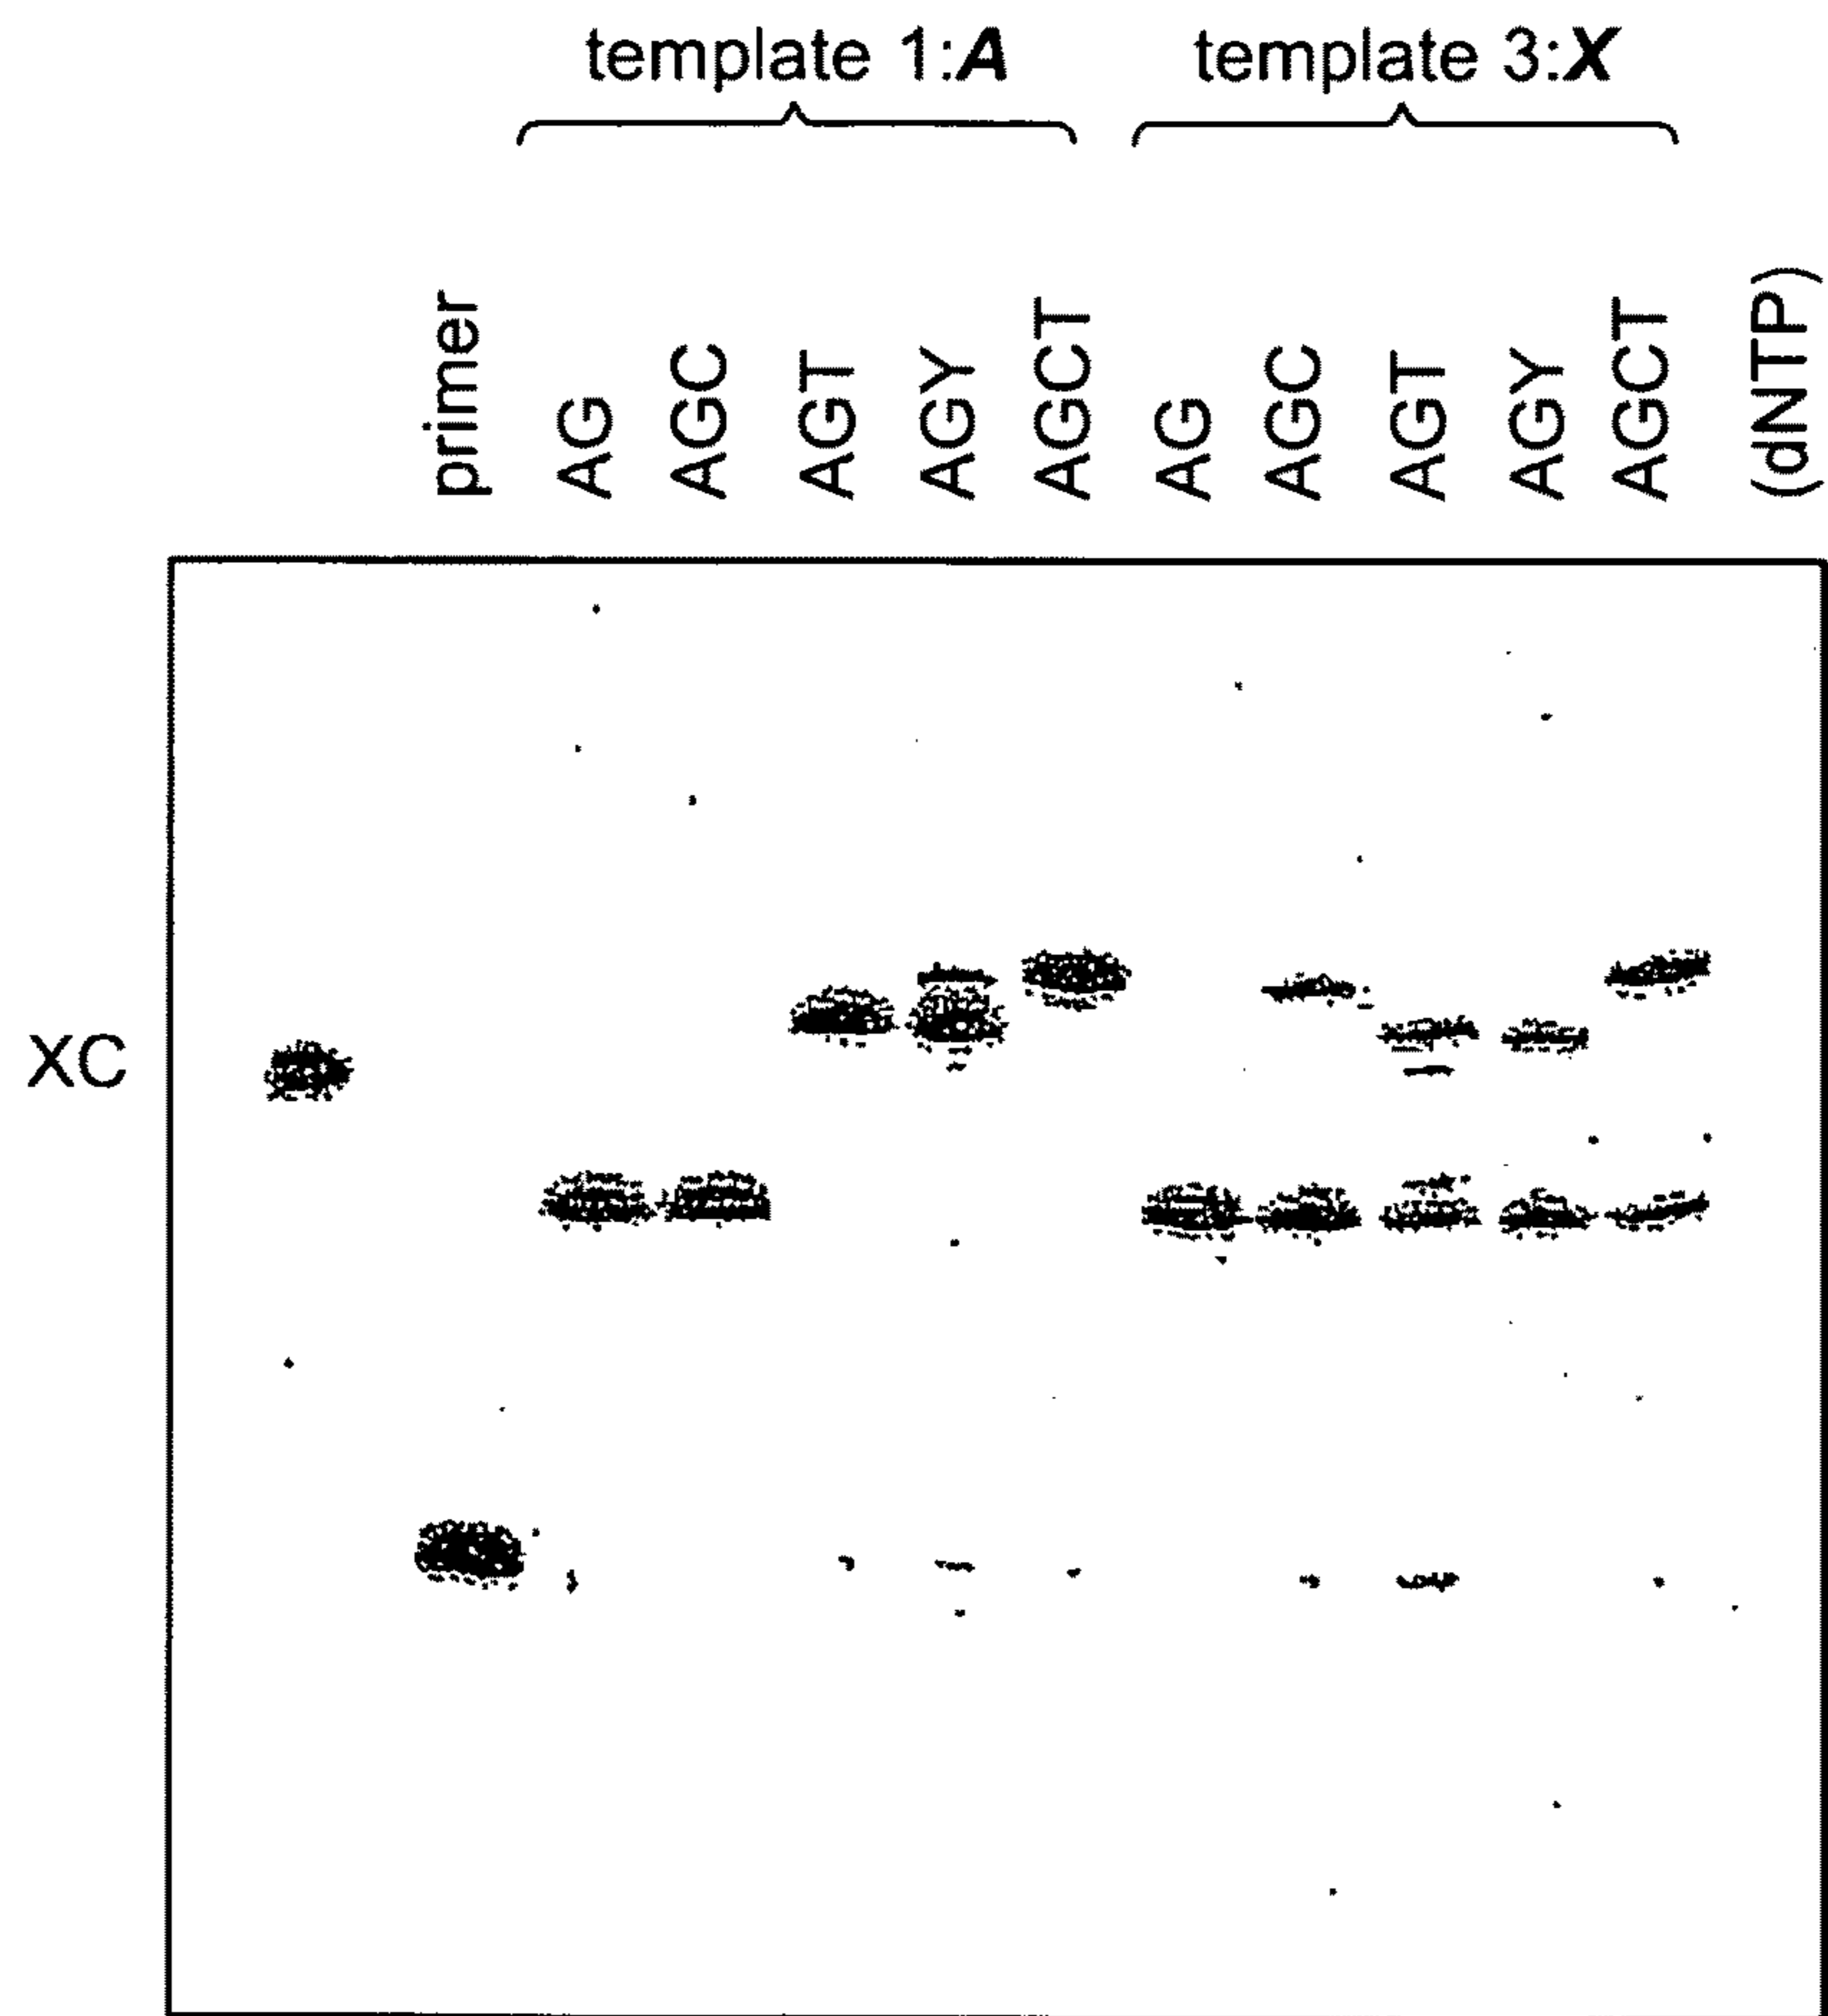 template 1:A template 3:X
primer AG AGC AGT AGY AGCT AG AGC AGT AGY AGCT (dNTP)
XC